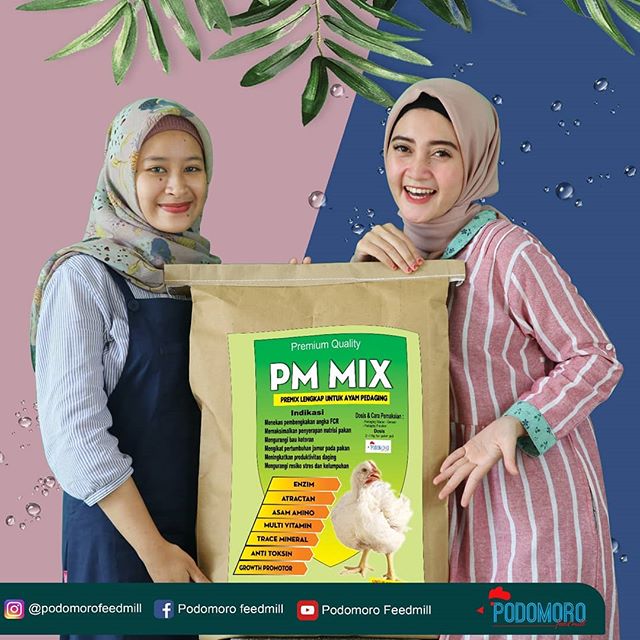 Premium Quality
PM MIX
PREMIX LENGKAP UNTUK AYAM PEDAGING
Indikasi
Menekan pembengkakan angka FCR
Memaksimalkan penyerapan nutrisi pakan
Mengurangi bau kotoran
Mengikat pertumbuhan jamur pada pakan
Meningkatkan produktivitas daging
Mengurangi resiko stres dan kelumpuhan
Dosis & Cara Pemakaian :
Dosis
ENZIM
ATRACTAN
ASAM AMINO
MULTI VITAMIN
TRACE MINERAL
ANTI TOKSIN
GROWTH PROMOTOR
@podomorofeedmill
Podomoro feedmill
Podomoro Feedmill
PODOMORO
feed mill